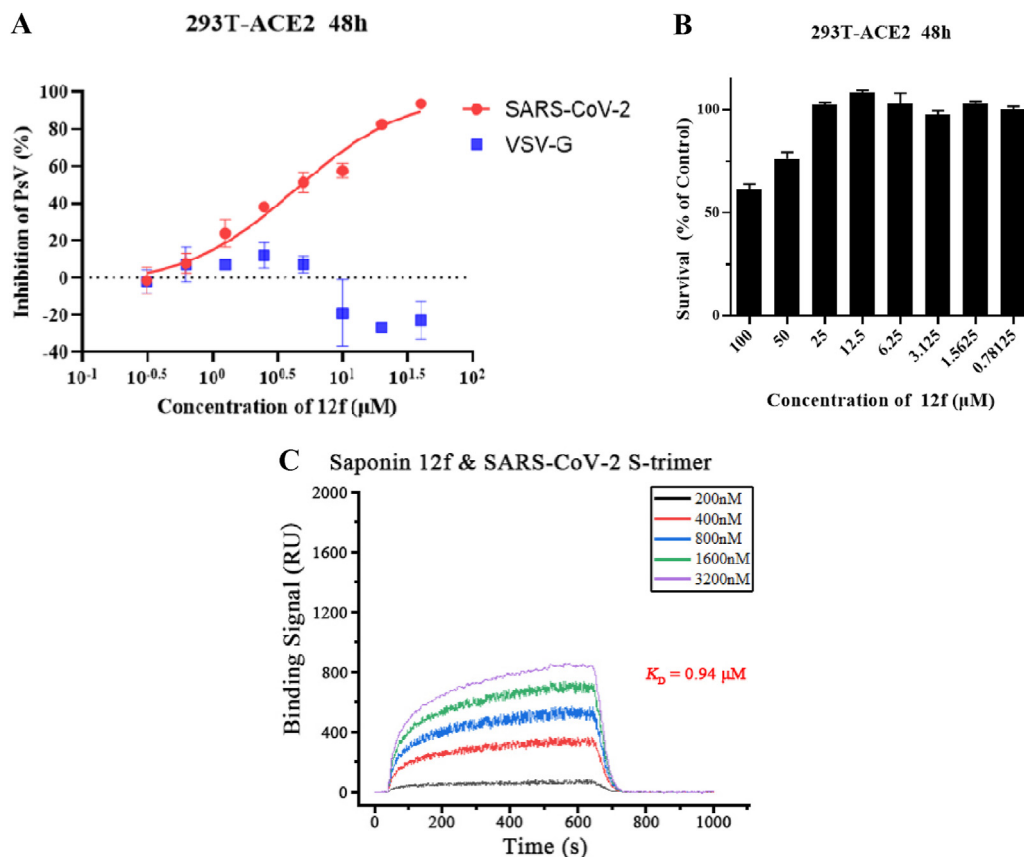 A
293T-ACE2 48h
Inhibition of PsV (%)
100
80
60
40
20
0
-20
-40
10-1
10-0.5
100
100.5
101
101.5
102
Concentration of 12f (μM)
SARS-CoV-2
VSV-G
B
293T-ACE2 48h
Survival (% of Control)
100
50
0
100
50
25
12.5
6.25
3.125
1.5625
0.78125
Concentration of 12f (μM)
C
Saponin 12f & SARS-CoV-2 S-trimer
Binding Signal (RU)
2000
1600
1200
800
400
0
0
200
400
600
800
1000
Time (s)
200nM
400nM
800nM
1600nM
3200nM
KD = 0.94 μM